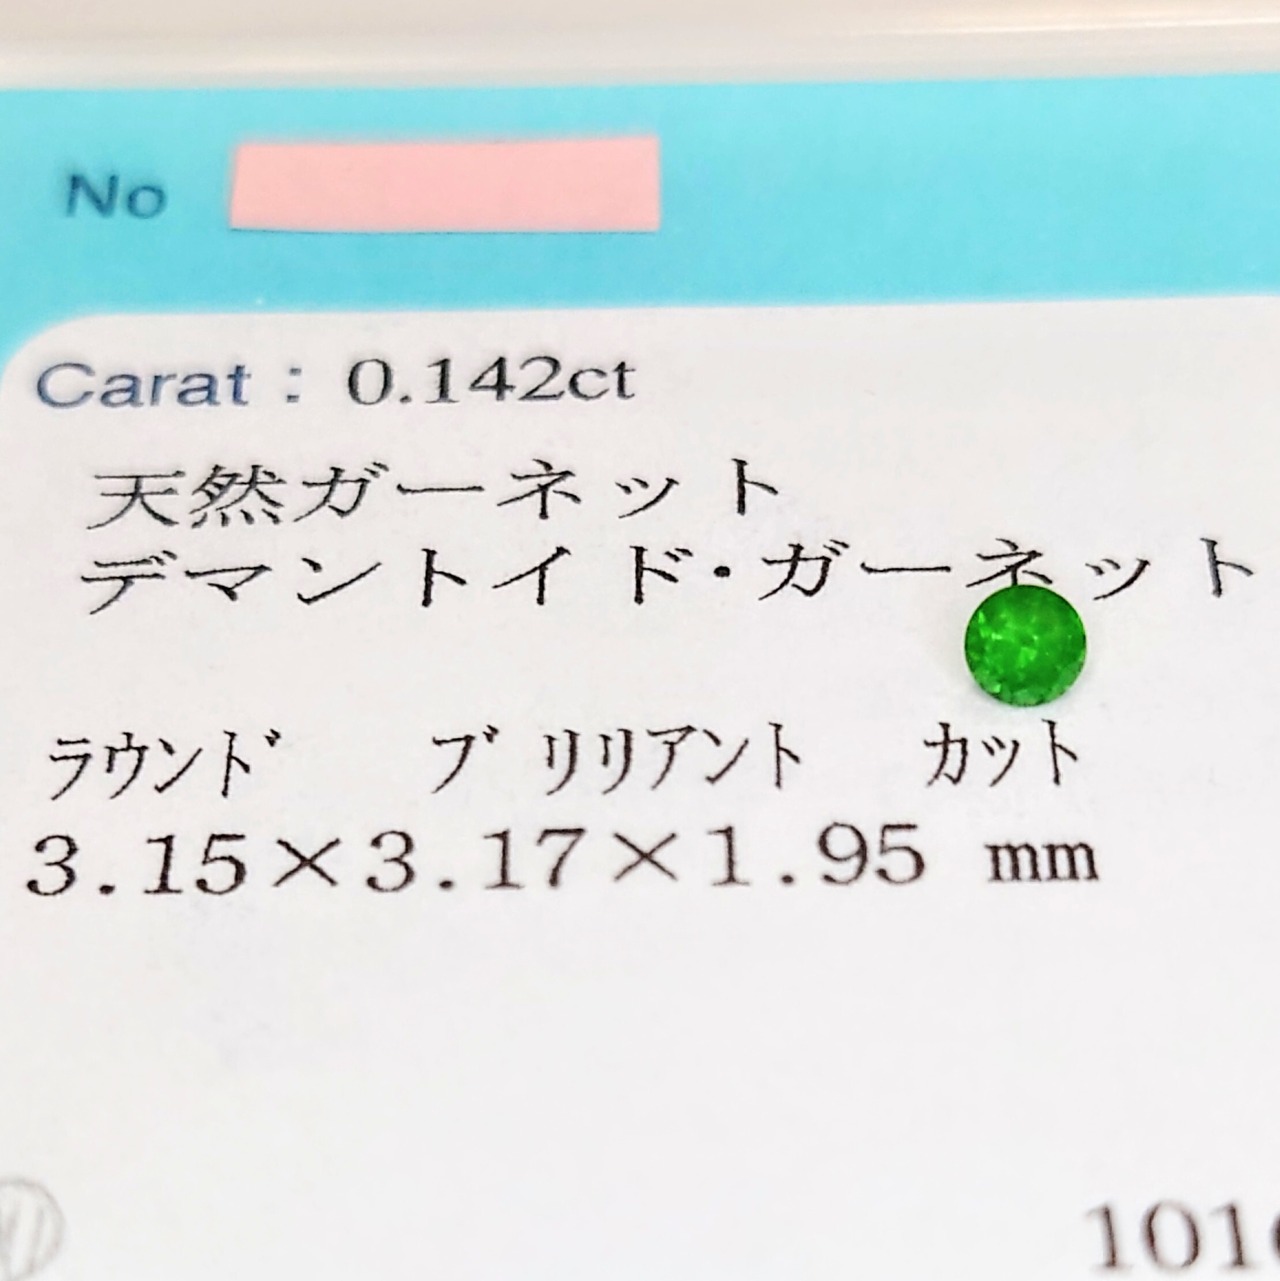 No
Carat : 0.142ct
天然ガーネット
デマントイド・ガーネット
ﾗｳﾝﾄﾞ ﾌﾞﾘﾘｱﾝﾄ ｶｯﾄ
3.15×3.17×1.95 mm